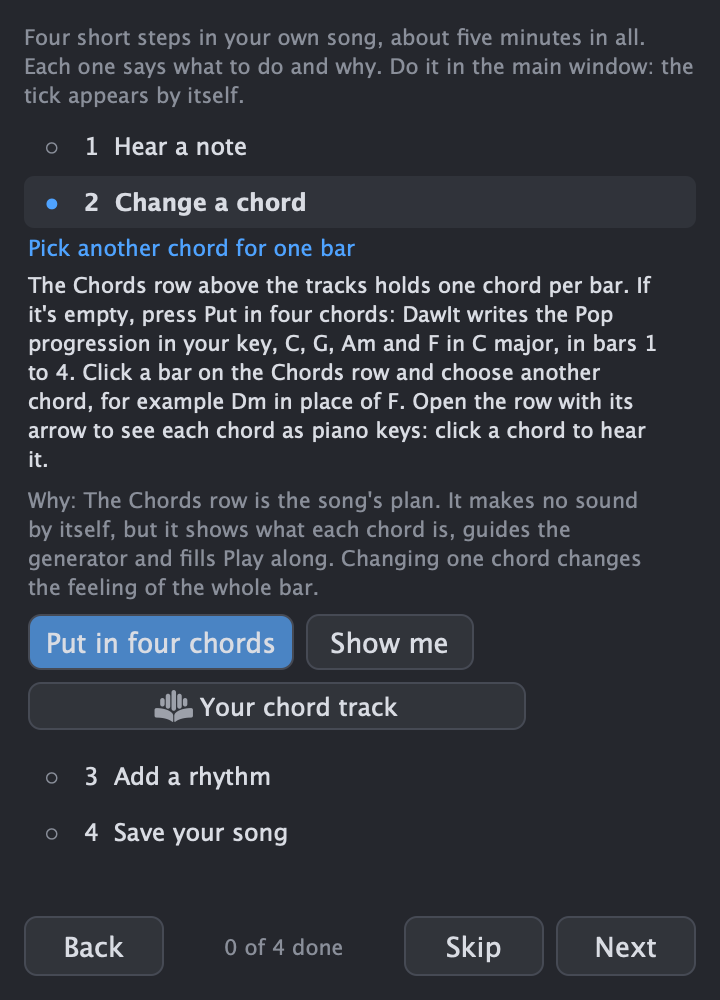 Four short steps in your own song, about five minutes in all.
Each one says what to do and why. Do it in the main window: the
tick appears by itself.
1 Hear a note
2 Change a chord
Pick another chord for one bar
The Chords row above the tracks holds one chord per bar. If
it's empty, press Put in four chords: DawIt writes the Pop
progression in your key, C, G, Am and F in C major, in bars 1
to 4. Click a bar on the Chords row and choose another
chord, for example Dm in place of F. Open the row with its
arrow to see each chord as piano keys: click a chord to hear
it.
Why: The Chords row is the song's plan. It makes no sound
by itself, but it shows what each chord is, guides the
generator and fills Play along. Changing one chord changes
the feeling of the whole bar.
Put in four chords Show me
Your chord track
3 Add a rhythm
4 Save your song
Back 0 of 4 done Skip Next